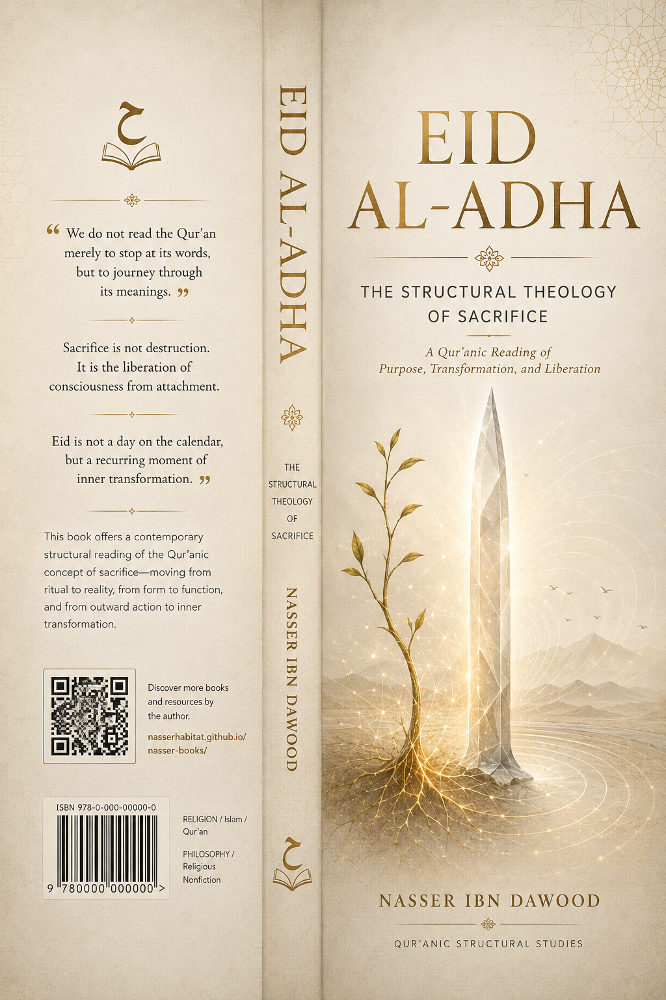 ح
“ We do not read the Qur’an
merely to stop at its words,
but to journey through
its meanings. ”
Sacrifice is not destruction.
It is the liberation of
consciousness from attachment.
Eid is not a day on the calendar,
but a recurring moment of
inner transformation. ”
This book offers a contemporary
structural reading of the Qur’anic
concept of sacrifice—moving from
ritual to reality, from form to function,
and from outward action to inner
transformation.
Discover more books
and resources by
the author.
nasserhabitat.github.io/
nasser-books/
ISBN 978-0-000-00000-0
9 780000 000000 >
RELIGION / Islam /
Qur’an
PHILOSOPHY /
Religious
Nonfiction
EID AL-ADHA
THE
STRUCTURAL
THEOLOGY
OF
SACRIFICE
NASSER IBN DAWOOD
ح
EID
AL-ADHA
THE STRUCTURAL THEOLOGY
OF SACRIFICE
A Qur’anic Reading of
Purpose, Transformation, and Liberation
NASSER IBN DAWOOD
QUR’ANIC STRUCTURAL STUDIES